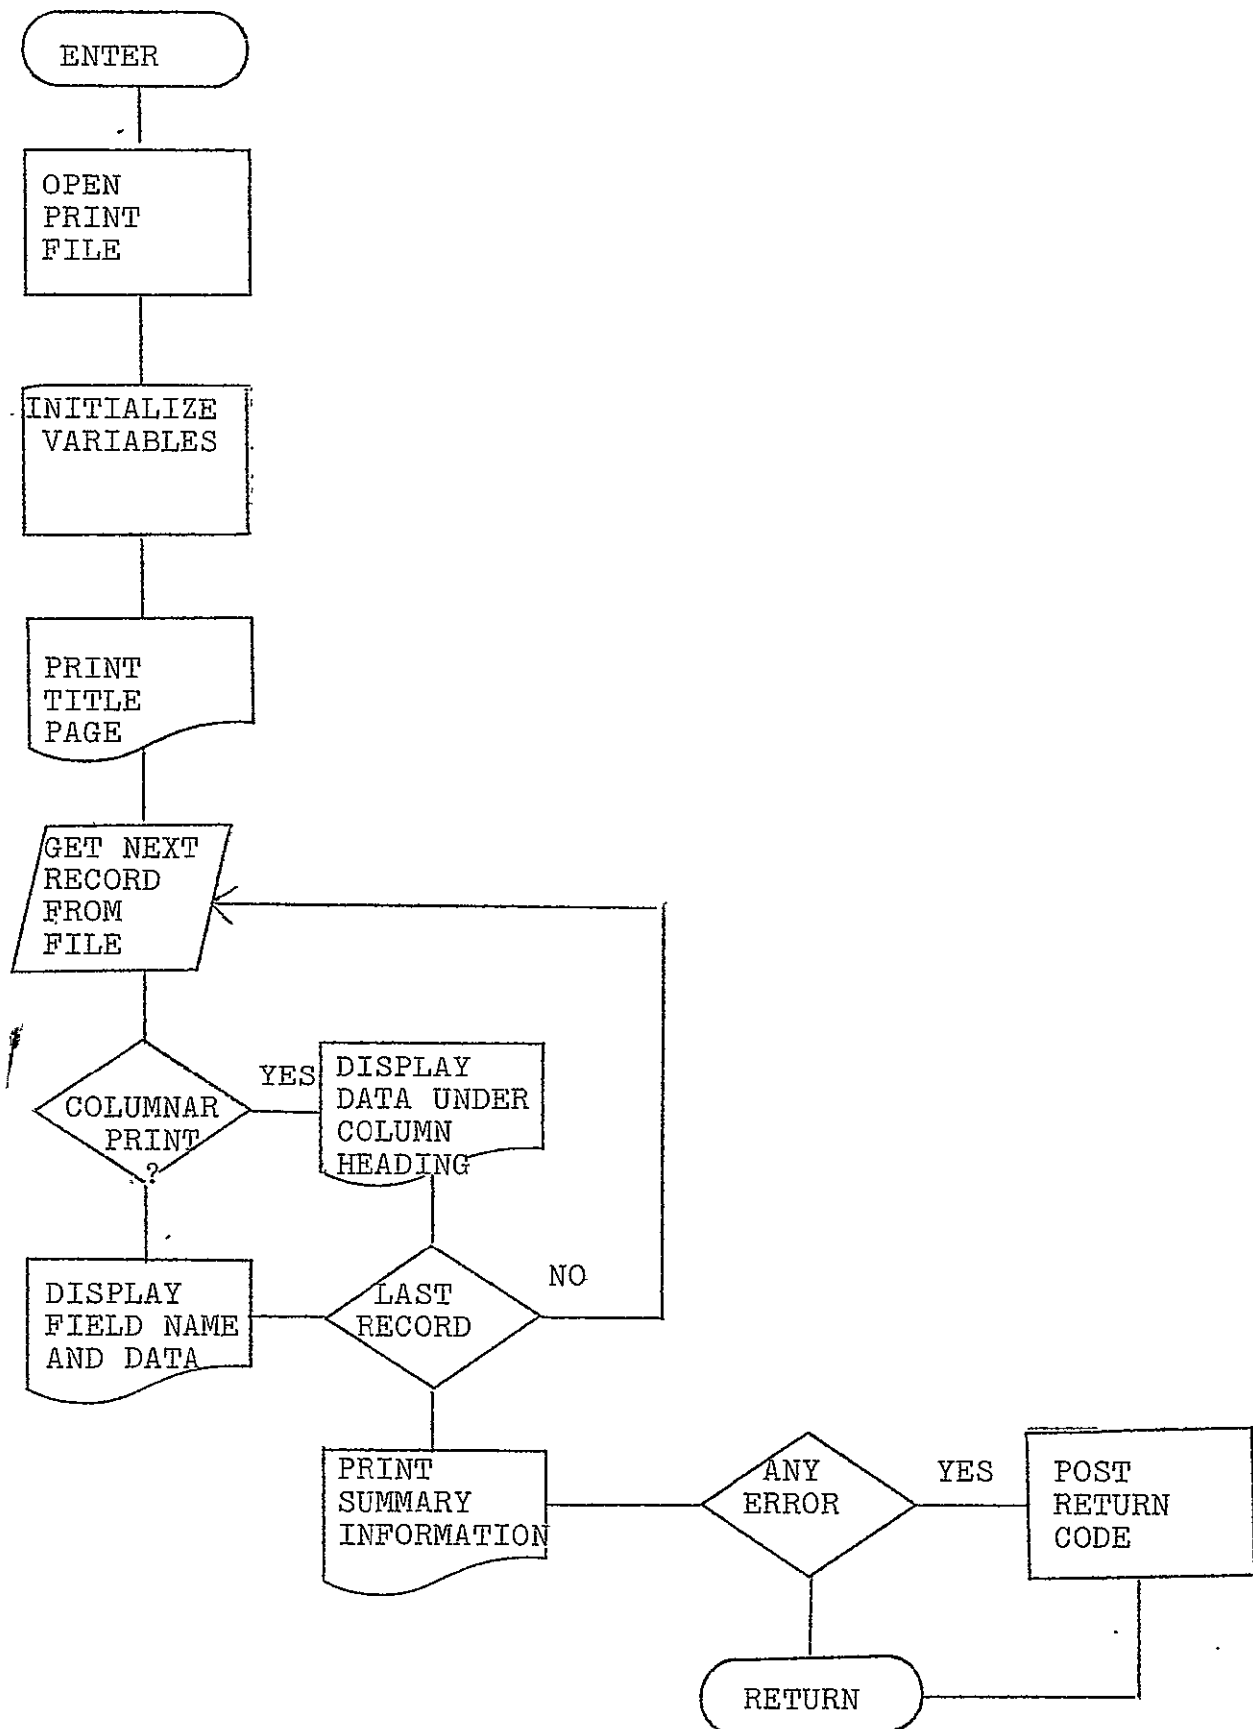 ENTER
OPEN
PRINT
FILE
INITIALIZE
VARIABLES
PRINT
TITLE
PAGE
GET NEXT
RECORD
FROM
FILE
COLUMNAR
PRINT
?
YES
DISPLAY
DATA UNDER
COLUMN
HEADING
DISPLAY
FIELD NAME
AND DATA
LAST
RECORD
NO
PRINT
SUMMARY
INFORMATION
ANY
ERROR
YES
POST
RETURN
CODE
RETURN